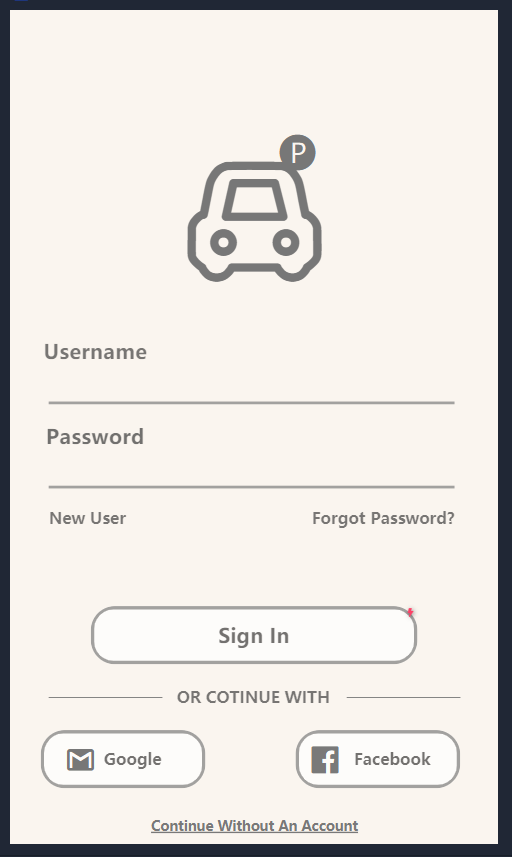 P
Username
Password
New User
Forgot Password?
Sign In
OR COTINUE WITH
Google
Facebook
Continue Without An Account